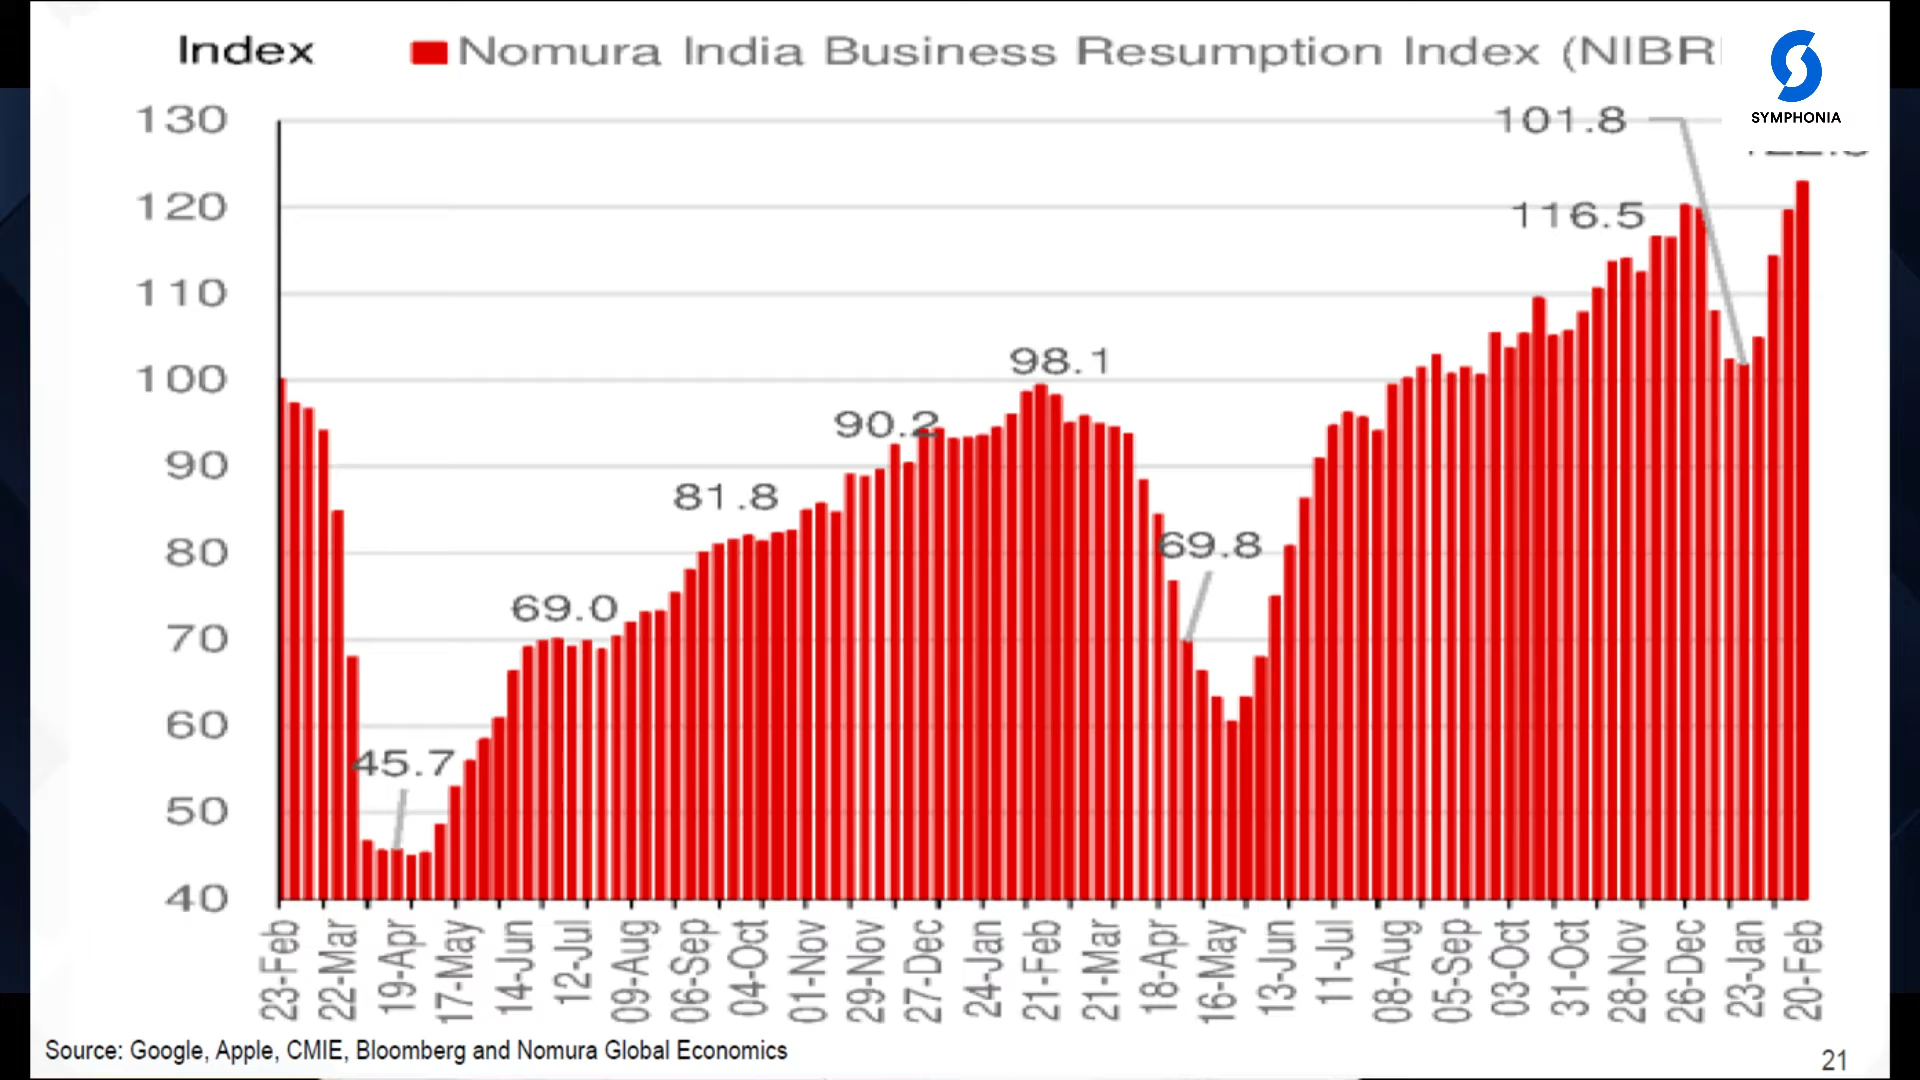 Index
Nomura India Business Resumption Index (NIBR
SYMPHONIA
130
120
110
100
90
80
70
60
50
40
101.8
116.5
98.1
90.2
81.8
69.8
69.0
45.7
23-Feb
22-Mar
19-Apr
17-May
14-Jun
12-Jul
09-Aug
06-Sep
04-Oct
01-Nov
29-Nov
27-Dec
24-Jan
21-Feb
21-Mar
18-Apr
16-May
13-Jun
11-Jul
08-Aug
05-Sep
03-Oct
31-Oct
28-Nov
26-Dec
23-Jan
20-Feb
Source: Google, Apple, CMIE, Bloomberg and Nomura Global Economics
21